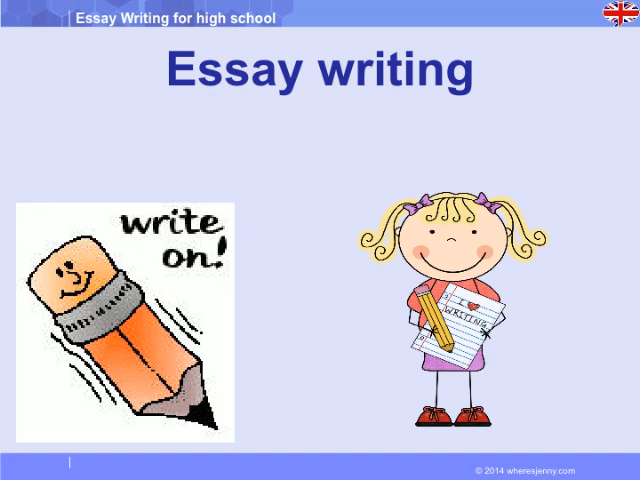 Essay Writing for high school
Essay writing
write
on!
I ❤
WRITING
© 2014 wheresjenny.com